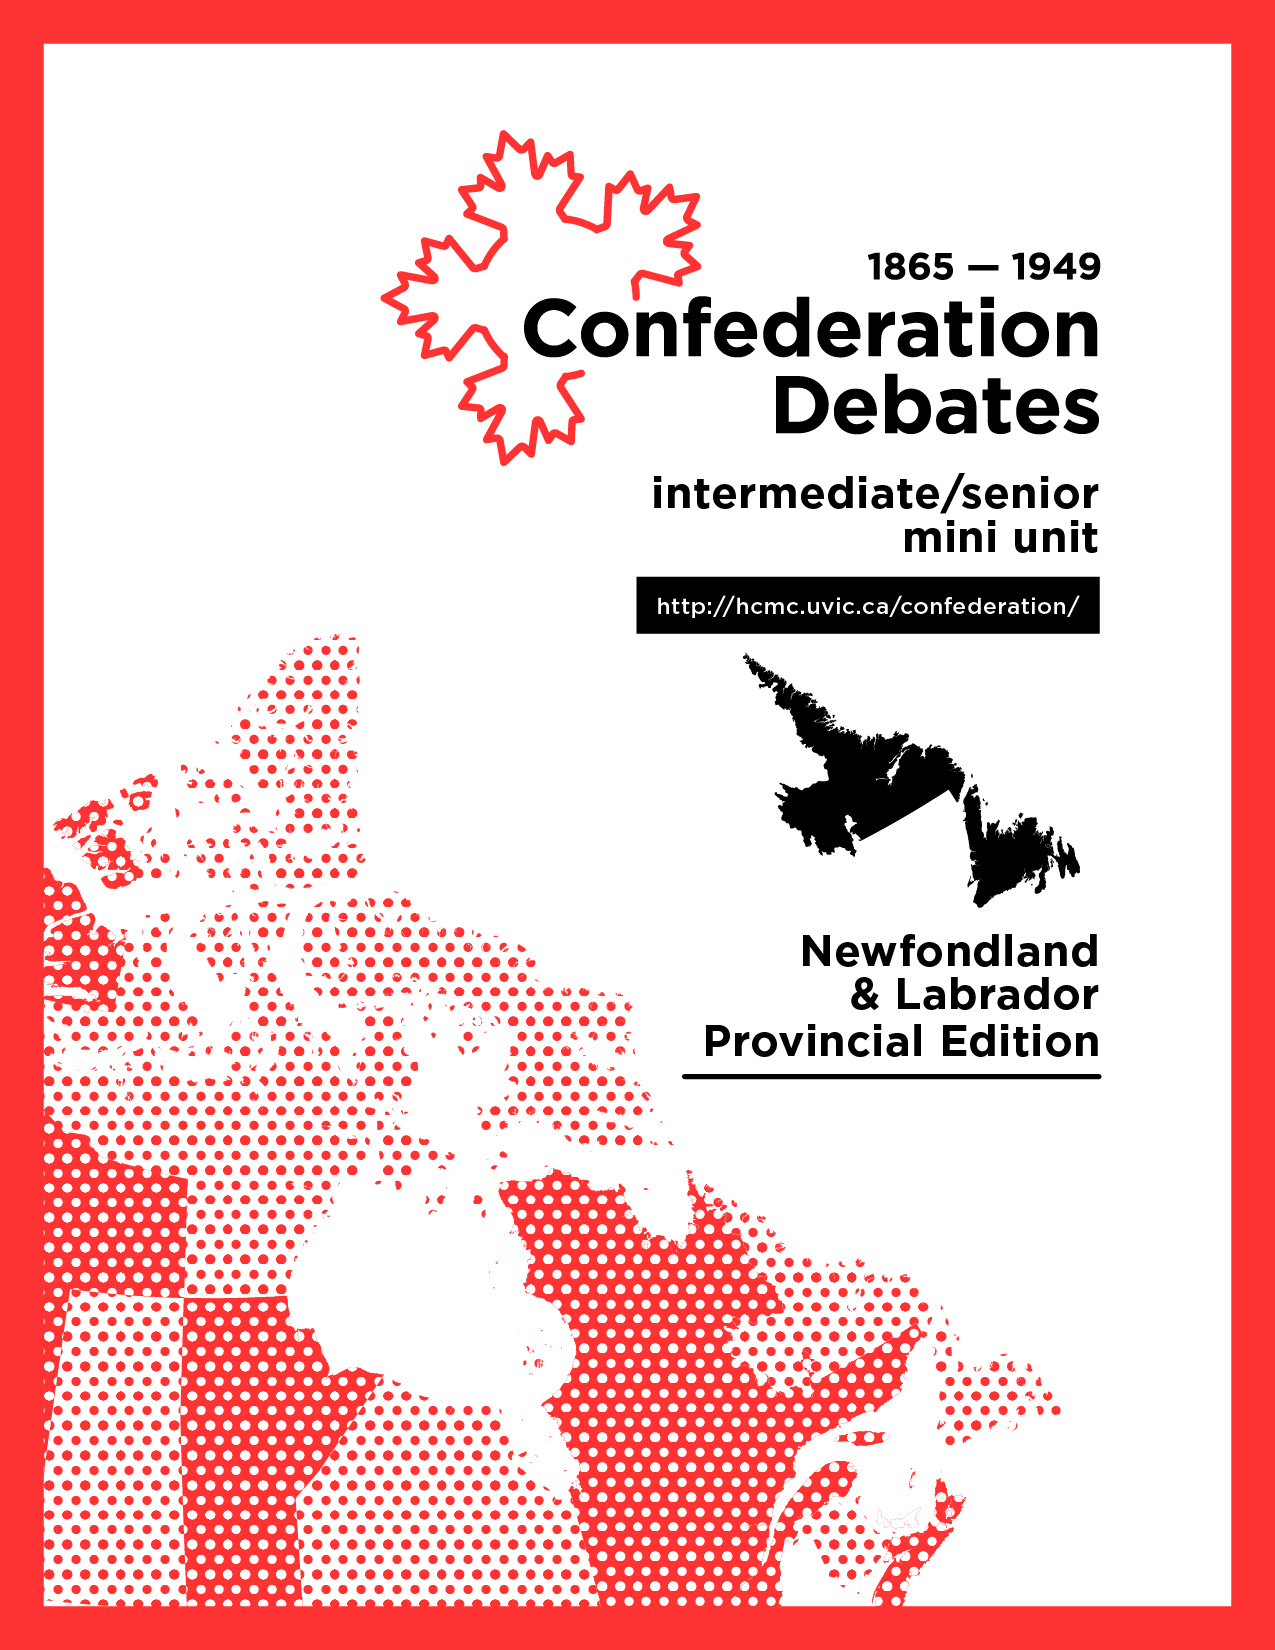 1865 — 1949
Confederation
Debates
intermediate/senior
mini unit
http://hcmc.uvic.ca/confederation/
Newfondland
& Labrador
Provincial Edition